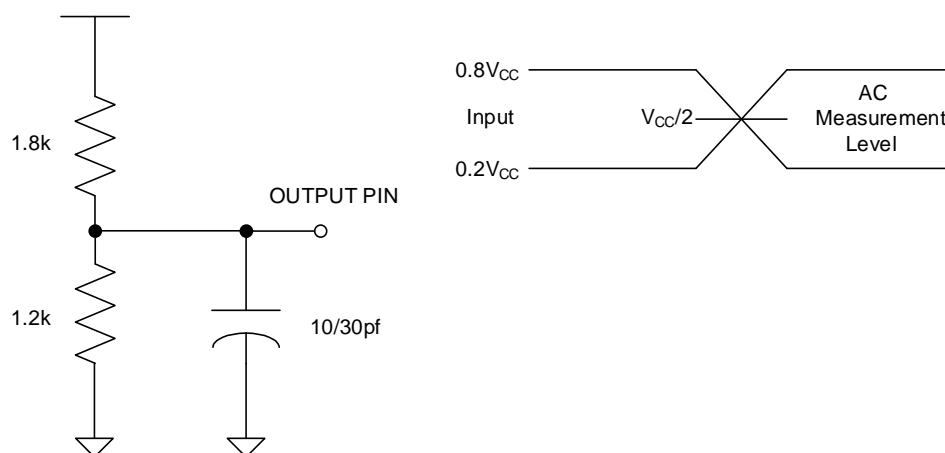 1.8k
1.2k
OUTPUT PIN
10/30pf
0.8VCC
Input
0.2VCC
VCC/2
AC
Measurement
Level